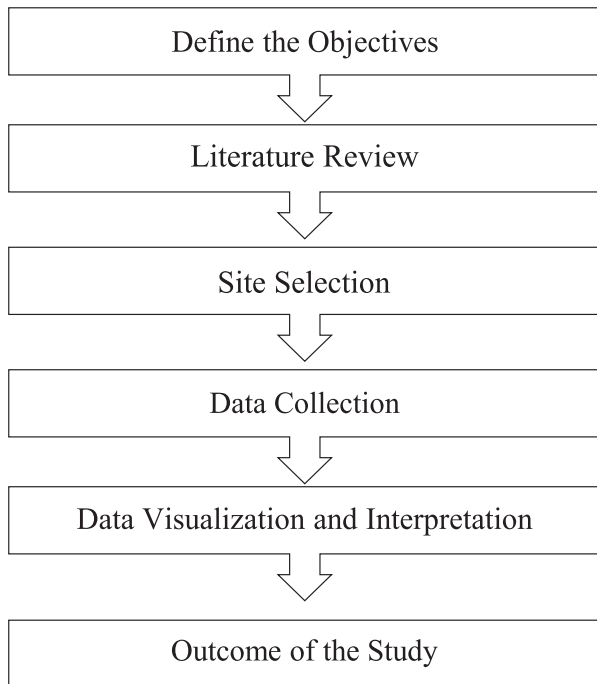 Define the Objectives
Literature Review
Site Selection
Data Collection
Data Visualization and Interpretation
Outcome of the Study